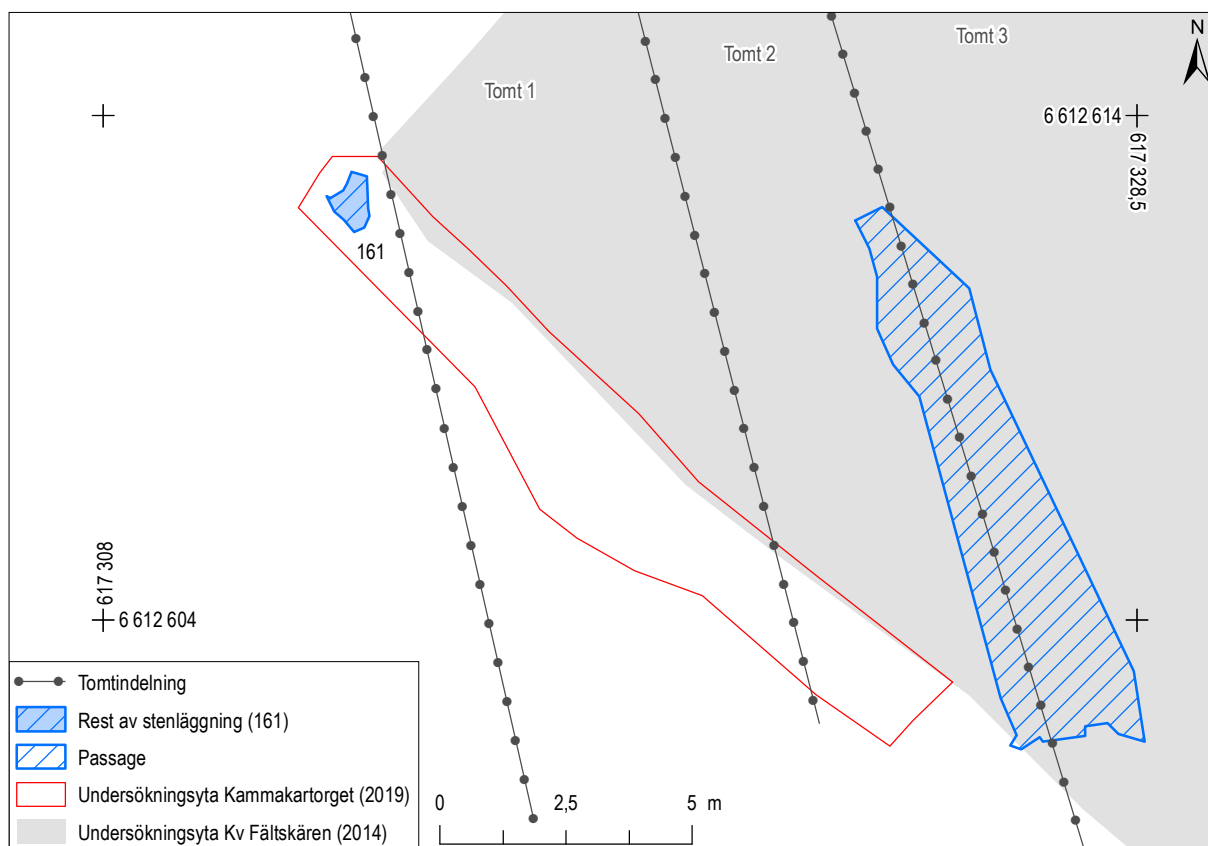 N
Tomt 3
Tomt 2
Tomt 1
6 612 614
617 328,5
161
617 308
6 612 604
Tomtindelning
Rest av stenläggning (161)
Passage
Undersökningsyta Kammakartorget (2019)
Undersökningsyta Kv Fältskären (2014)
0 2,5 5 m